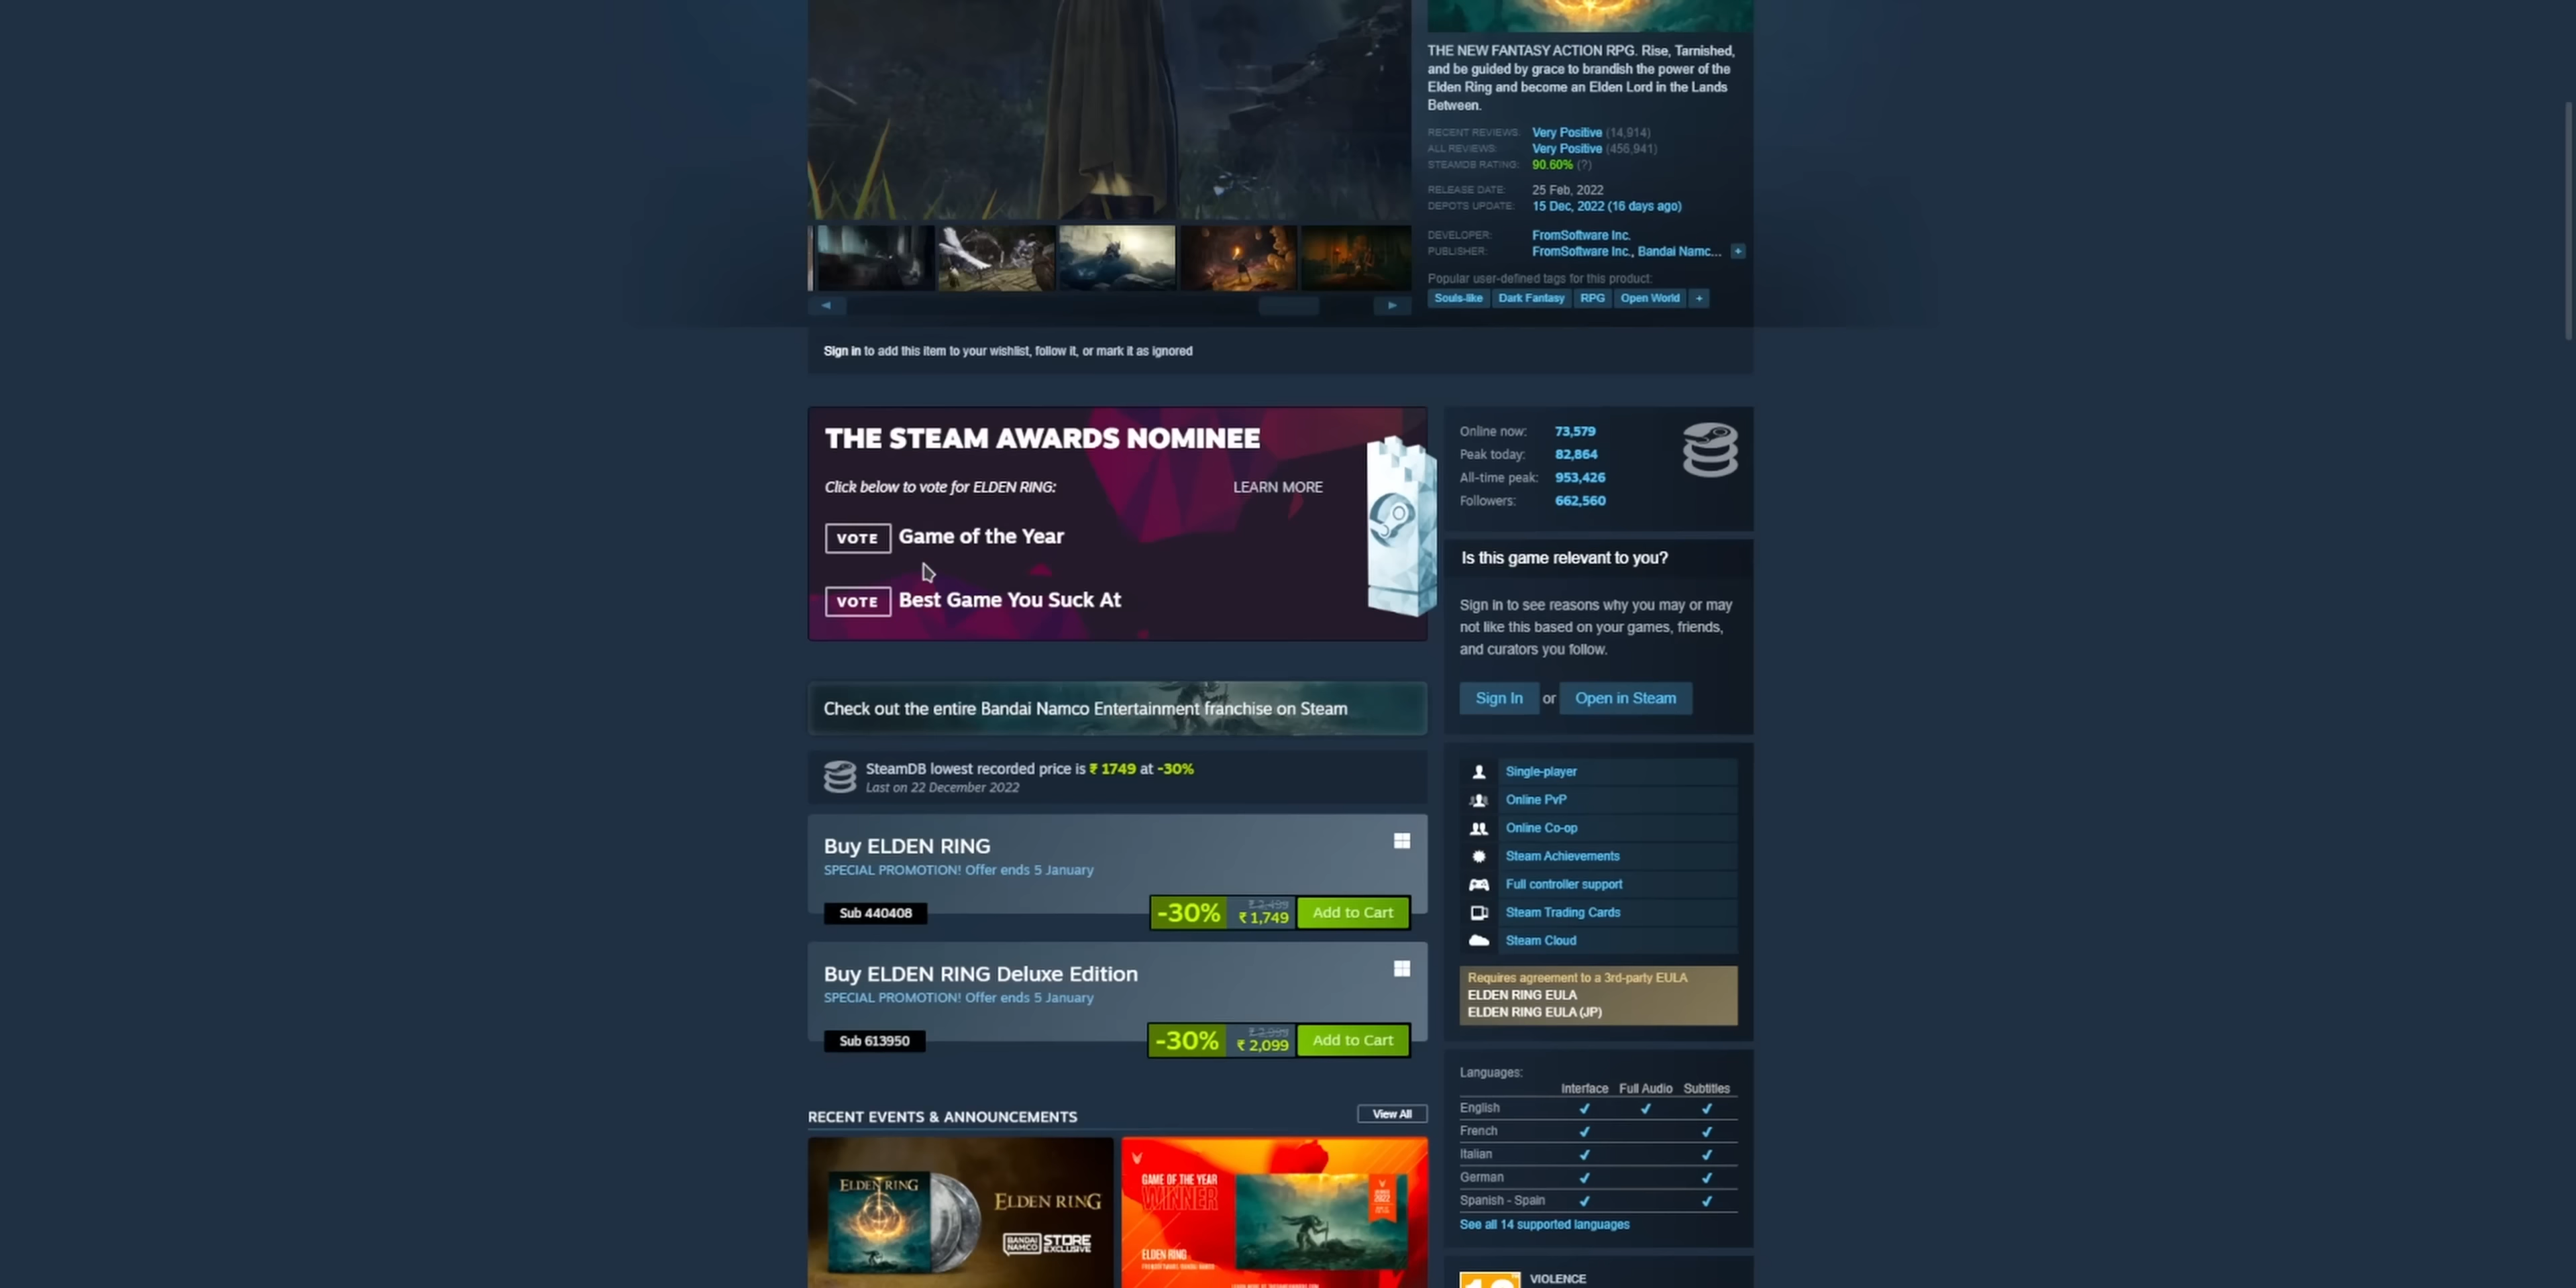 THE NEW FANTASY ACTION RPG. Rise, Tarnished,
and be guided by grace to brandish the power of the
Elden Ring and become an Elden Lord in the Lands
Between.
RECENT REVIEWS: Very Positive (14,914)
ALL REVIEWS: Very Positive (456,941)
STEAMDB RATING: 90.60% (?)
RELEASE DATE: 25 Feb, 2022
DEPOTS UPDATE: 15 Dec, 2022 (16 days ago)
DEVELOPER: FromSoftware Inc.
PUBLISHER: FromSoftware Inc., Bandai Namc... +
Popular user-defined tags for this product:
Souls-like Dark Fantasy RPG Open World +
Sign in to add this item to your wishlist, follow it, or mark it as ignored
THE STEAM AWARDS NOMINEE
Click below to vote for ELDEN RING: LEARN MORE
VOTE Game of the Year
VOTE Best Game You Suck At
Check out the entire Bandai Namco Entertainment franchise on Steam
SteamDB lowest recorded price is ₹ 1749 at -30%
Last on 22 December 2022
Buy ELDEN RING
SPECIAL PROMOTION! Offer ends 5 January
Sub 440408
-30% ₹ 2,499 ₹ 1,749 Add to Cart
Buy ELDEN RING Deluxe Edition
SPECIAL PROMOTION! Offer ends 5 January
Sub 613950
-30% ₹ 2,999 ₹ 2,099 Add to Cart
RECENT EVENTS & ANNOUNCEMENTS View All
ELDEN RING
ELDEN RING
BANDAI NAMCO STORE EXCLUSIVE
GAME OF THE YEAR
WINNER
ELDEN RING
Online now: 73,579
Peak today: 82,864
All-time peak: 953,426
Followers: 662,560
Is this game relevant to you?
Sign in to see reasons why you may or may
not like this based on your games, friends,
and curators you follow.
Sign In or Open in Steam
Single-player
Online PvP
Online Co-op
Steam Achievements
Full controller support
Steam Trading Cards
Steam Cloud
Requires agreement to a 3rd-party EULA
ELDEN RING EULA
ELDEN RING EULA (JP)
Languages:
Interface Full Audio Subtitles
English ✔ ✔ ✔
French ✔ ✔
Italian ✔ ✔
German ✔ ✔
Spanish - Spain ✔ ✔
See all 14 supported languages
VIOLENCE